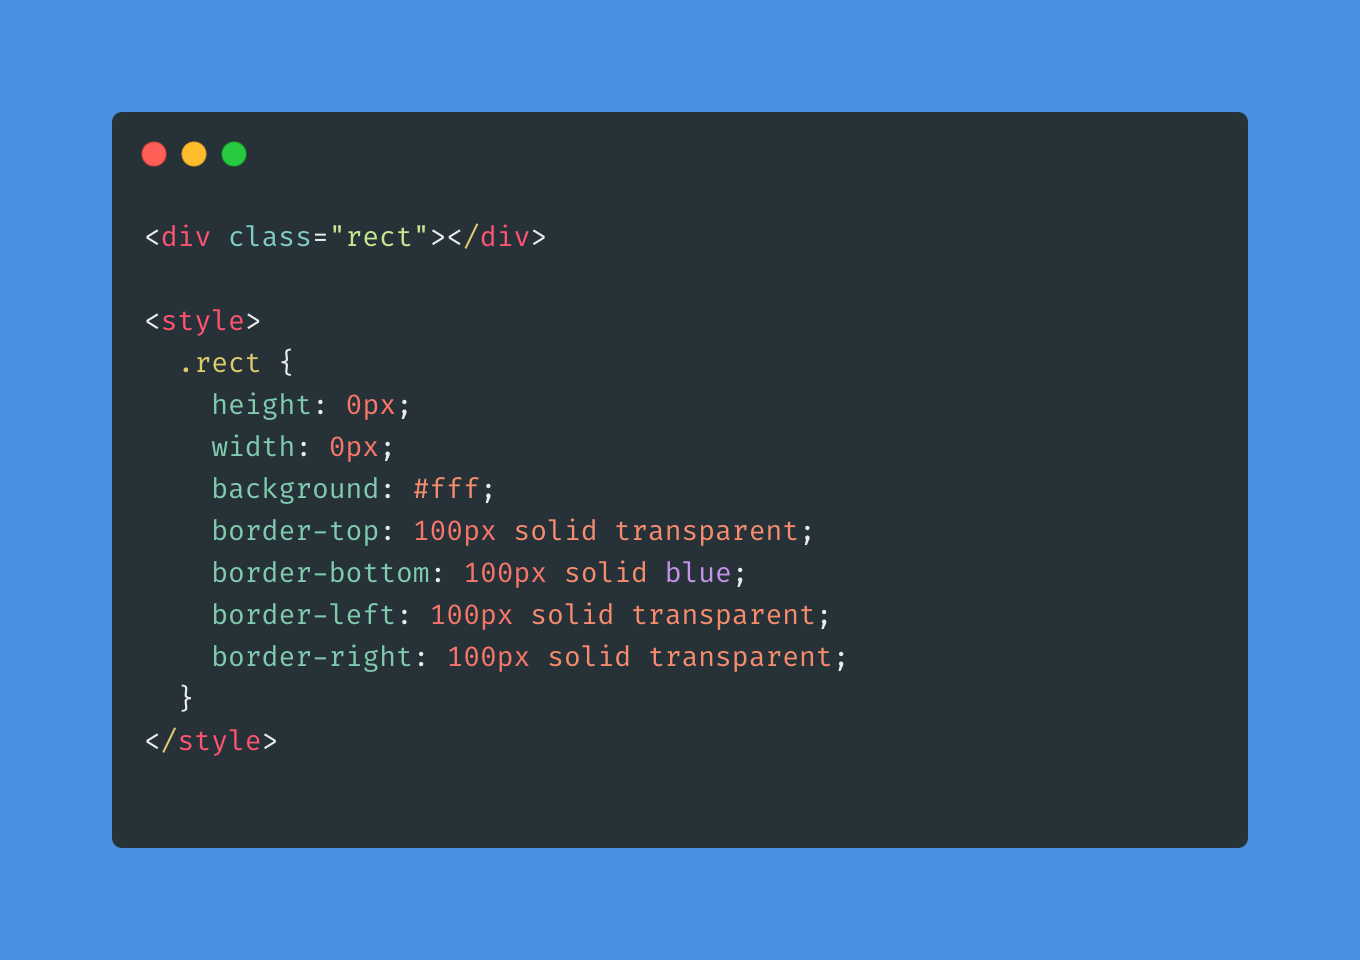 <div class="rect"></div>
<style>
.rect {
height: 0px;
width: 0px;
background: #fff;
border-top: 100px solid transparent;
border-bottom: 100px solid blue;
border-left: 100px solid transparent;
border-right: 100px solid transparent;
}
</style>